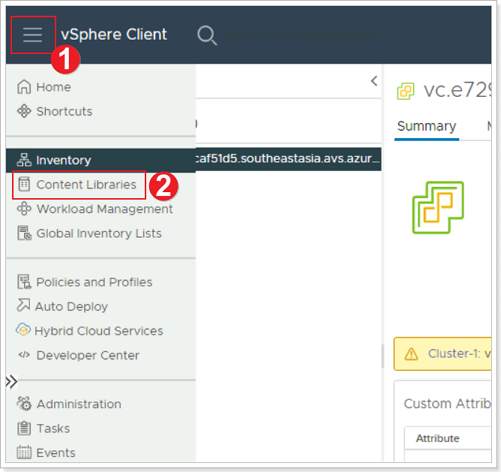 vSphere Client
1
Home
Shortcuts
Inventory
Content Libraries
2
Workload Management
Global Inventory Lists
Policies and Profiles
Auto Deploy
Hybrid Cloud Services
Developer Center
Administration
Tasks
Events
caf51d5.southeastasia.avs.azur...
vc.e729
Summary
Cluster-1: v
Custom Attrib
Attribute